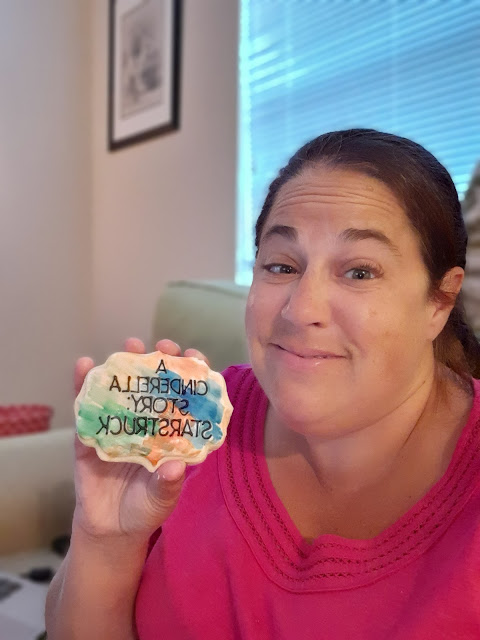 A
CINDERELLA
STORY:
STARSTRUCK